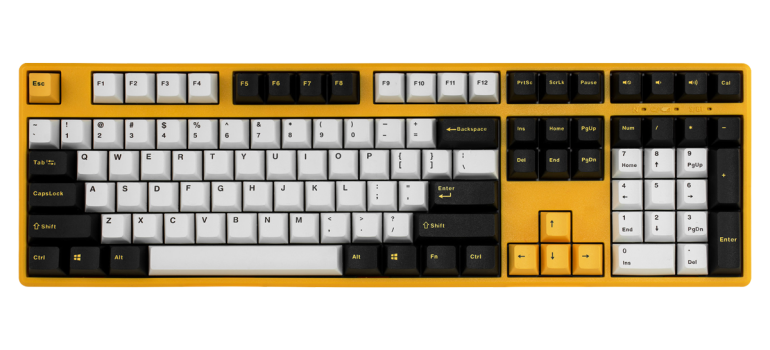 Esc F1 F2 F3 F4 F5 F6 F7 F8 F9 F10 F11 F12 PrtSc ScrLk Pause Cal
~ ! @ # $ % ^ & * ( ) — +
` 1 2 3 4 5 6 7 8 9 0 - = ←Backspace Ins Home PgUp Num / * −
Tab Q W E R T Y U I O P { [ } ] Del End PgDn 7 Home 8 ↑ 9 PgUp +
CapsLock A S D F G H J K L Enter 4 ← 5 6 →
⇧Shift Z X C V B N M < , > . ? / ⇧Shift ↑ 1 End 2 ↓ 3 PgDn Enter
Ctrl Alt Alt Fn Ctrl ← ↓ → 0 Ins . Del